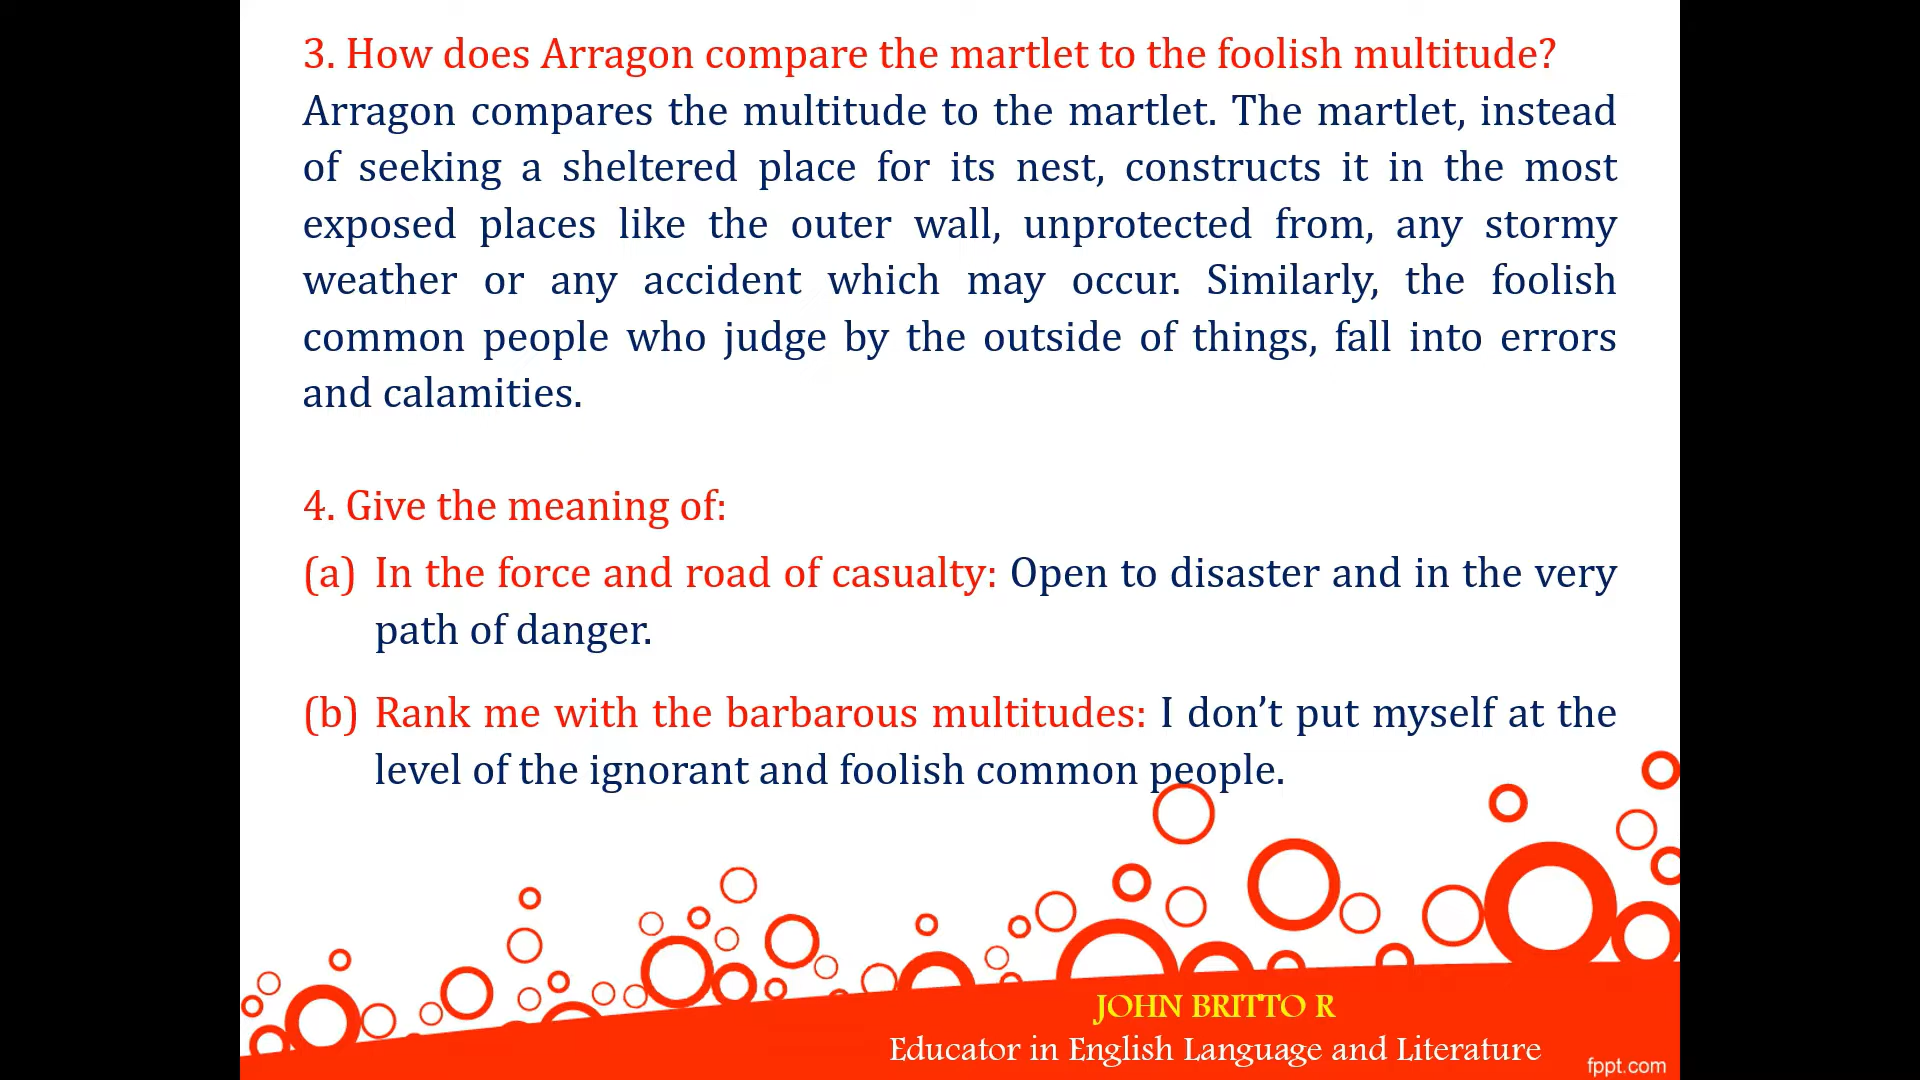 3. How does Arragon compare the martlet to the foolish multitude?
Arragon compares the multitude to the martlet. The martlet, instead
of seeking a sheltered place for its nest, constructs it in the most
exposed places like the outer wall, unprotected from, any stormy
weather or any accident which may occur. Similarly, the foolish
common people who judge by the outside of things, fall into errors
and calamities.
4. Give the meaning of:
(a) In the force and road of casualty: Open to disaster and in the very
path of danger.
(b) Rank me with the barbarous multitudes: I don’t put myself at the
level of the ignorant and foolish common people.
JOHN BRITTO R
Educator in English Language and Literature
fppt.com